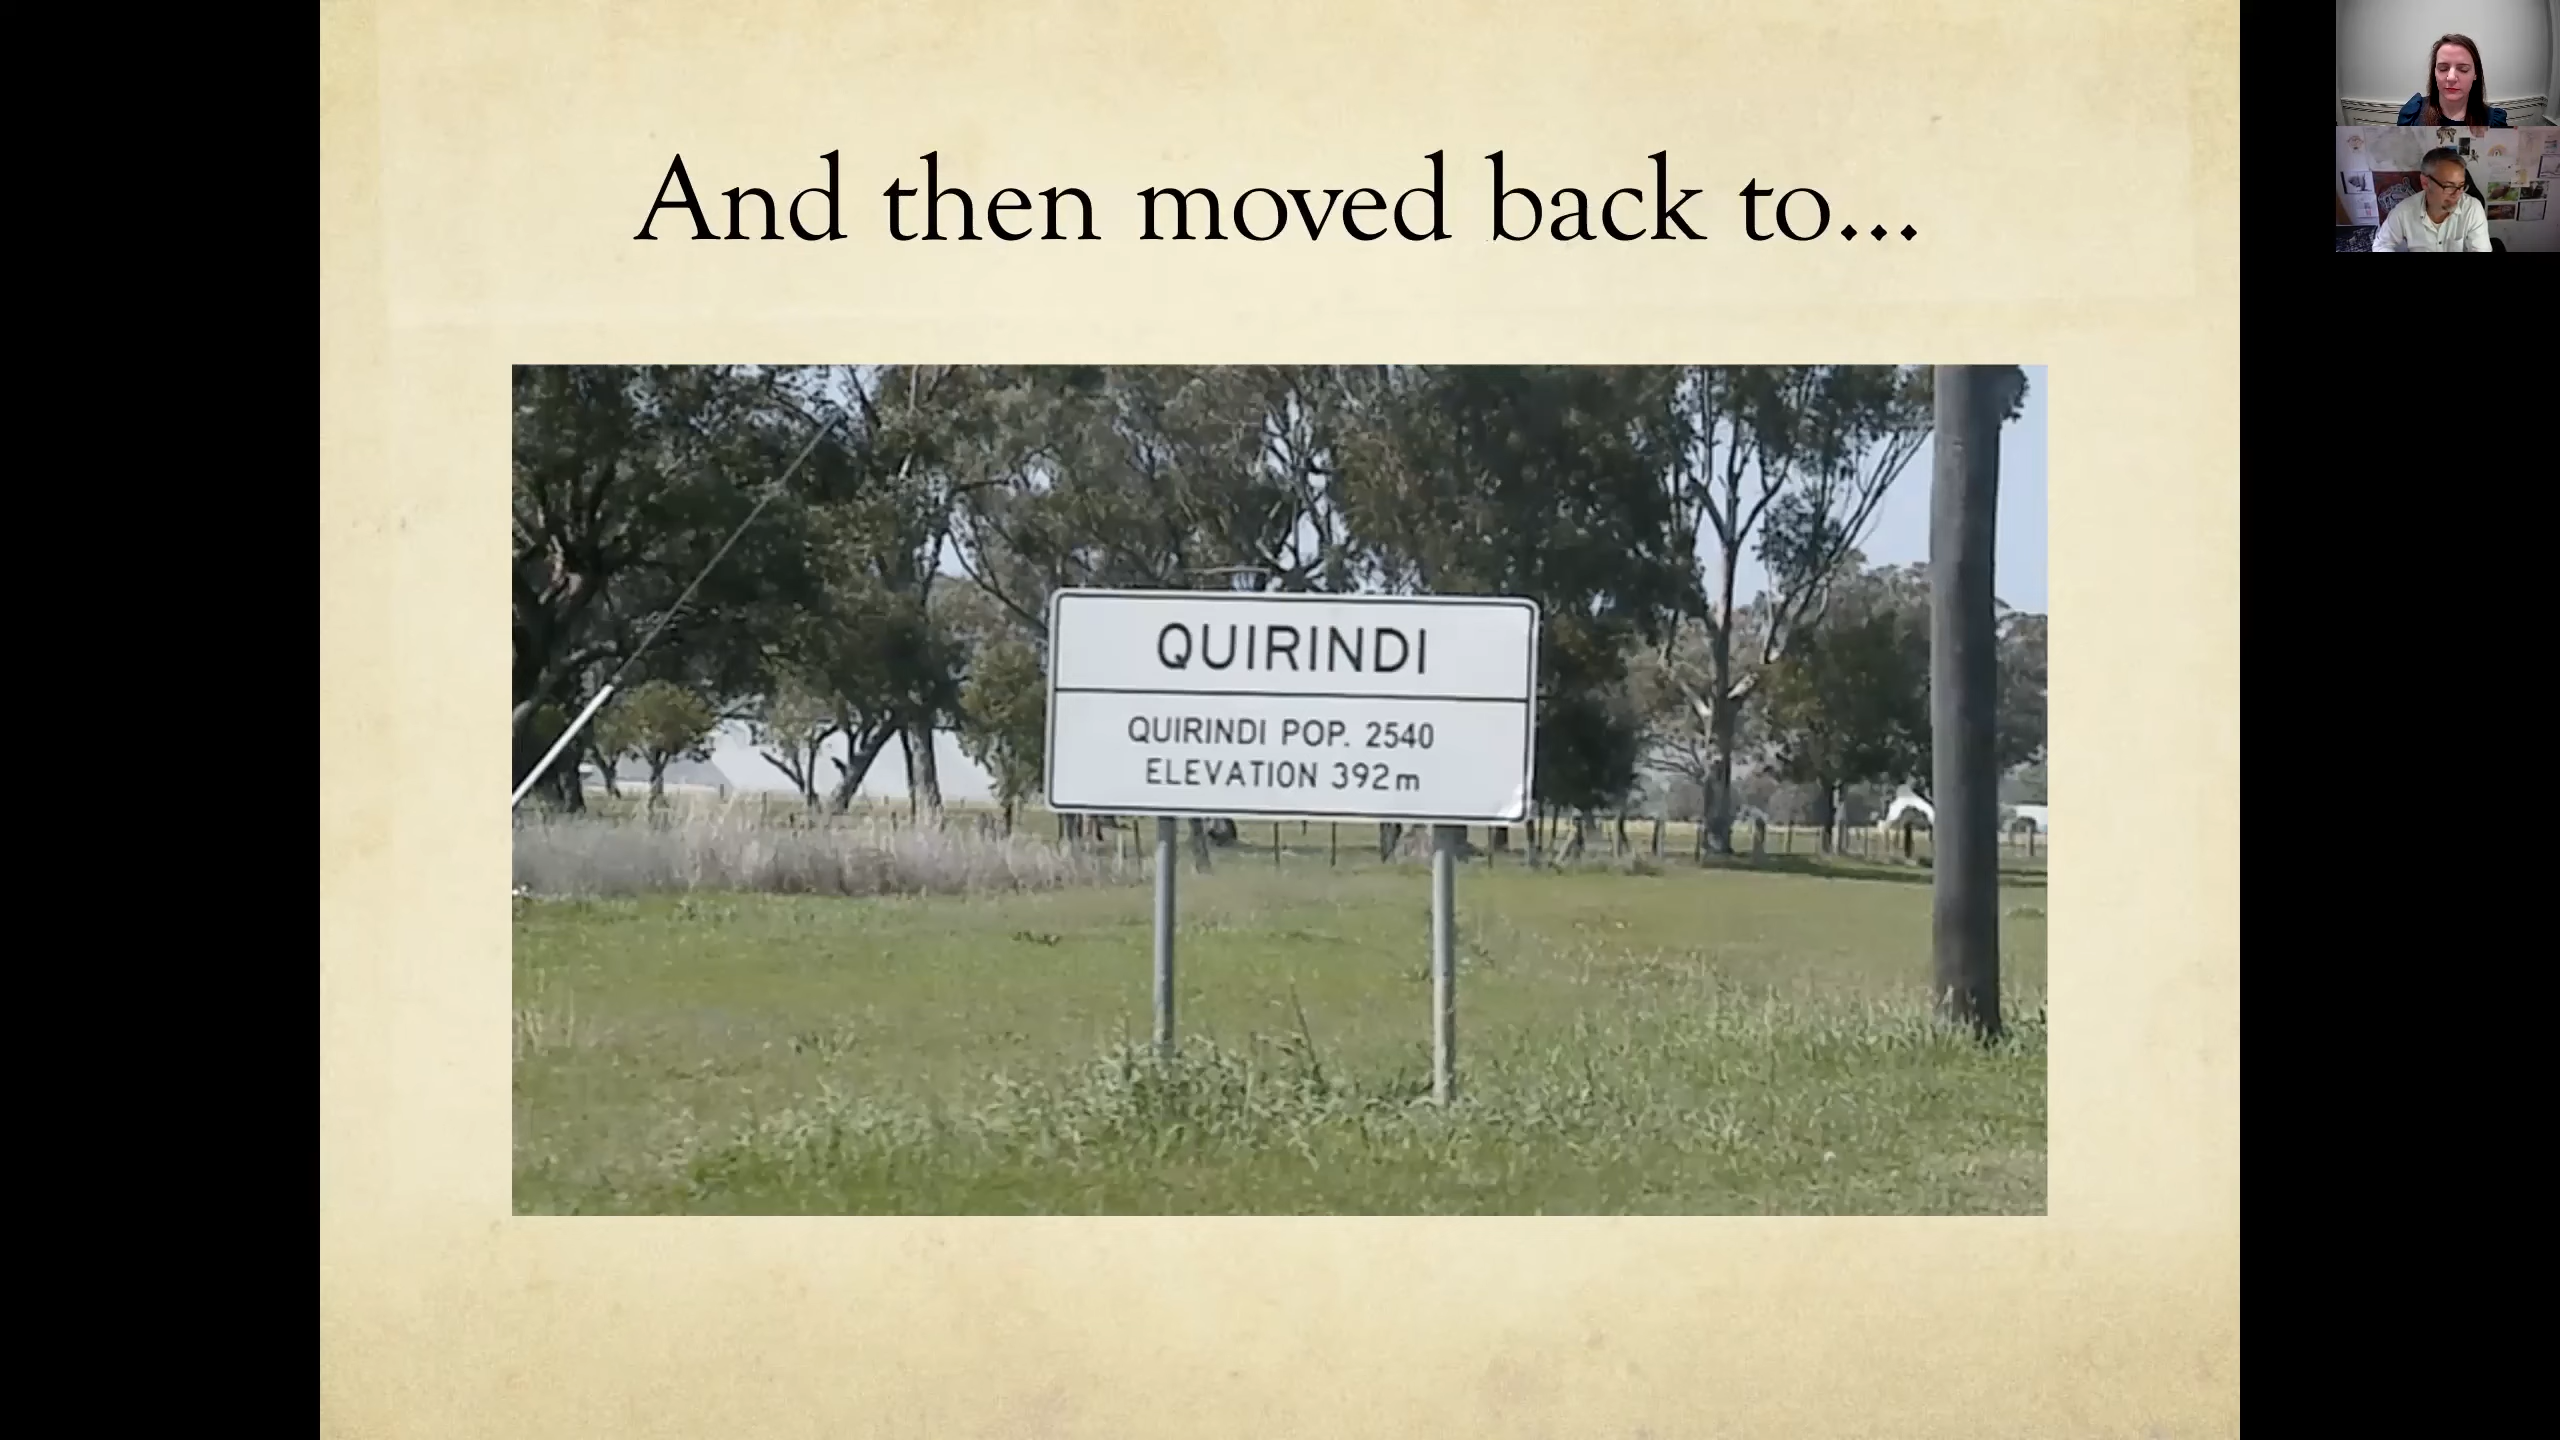 And then moved back to...
QUIRINDI
QUIRINDI POP. 2540
ELEVATION 392m